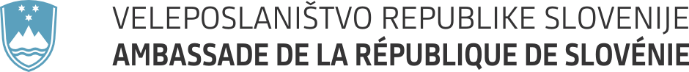 VELEPOSLANIŠTVO REPUBLIKE SLOVENIJE
AMBASSADE DE LA RÉPUBLIQUE DE SLOVÉNIE